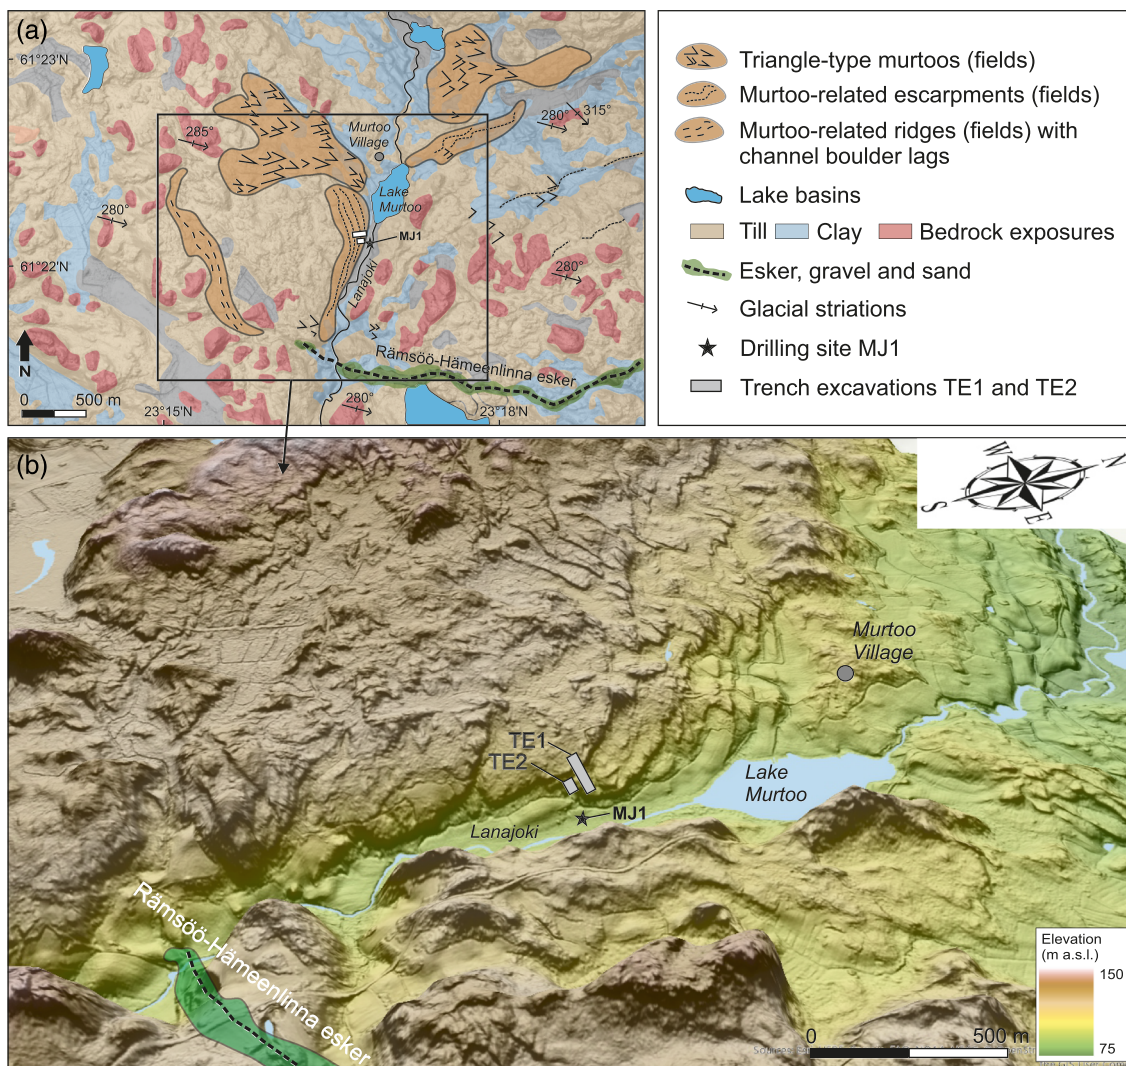 (a)
61°23'N
285°
Murtoo
Village
280°
315°
Lake
Murtoo
280°
MJ1
61°22'N
Lanajoki
280°
Rämsöö-Hämeenlinna esker
N
0 500 m
23°15'N
280°
23°18'N
Triangle-type murtoos (fields)
Murtoo-related escarpments (fields)
Murtoo-related ridges (fields) with
channel boulder lags
Lake basins
Till Clay Bedrock exposures
Esker, gravel and sand
Glacial striations
Drilling site MJ1
Trench excavations TE1 and TE2
(b)
W
N
S
E
Murtoo
Village
TE1
TE2
Lake
Murtoo
MJ1
Lanajoki
Rämsöö-Hämeenlinna esker
Elevation
(m a.s.l.)
150
75
0 500 m